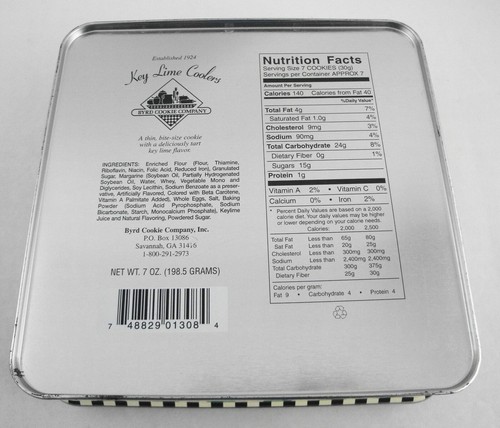 Established 1924
Key Lime Coolers
BYRD COOKIE COMPANY
A thin, bite-size cookie
with a deliciously tart
key lime flavor.
INGREDIENTS: Enriched Flour (Flour, Thiamine,
Riboflavin, Niacin, Folic Acid, Reduced Iron), Granulated
Sugar, Margarine (Soybean Oil, Partially Hydrogenated
Soybean Oil, Water, Whey, Vegetable Mono and
Diglycerides, Soy Lecithin, Sodium Benzoate as a preser-
vative, Artificially Flavored, Colored with Beta Carotene,
Vitamin A Palmitate Added), Whole Eggs, Salt, Baking
Powder (Sodium Acid Pyrophosphate, Sodium
Bicarbonate, Starch, Monocalcium Phosphate), Keylime
Juice and Natural Flavoring, Powdered Sugar.
Byrd Cookie Company, Inc.
P.O. Box 13086
Savannah, GA 31416
1-800-291-2973
NET WT. 7 OZ. (198.5 GRAMS)
7 48829 01308 4
Nutrition Facts
Serving Size 7 COOKIES (30g)
Servings per Container APPROX 7
Amount Per Serving
Calories 140 Calories from Fat 40
%Daily Value*
Total Fat 4g 7%
Saturated Fat 1.0g 4%
Cholesterol 9mg 3%
Sodium 90mg 4%
Total Carbohydrate 24g 8%
Dietary Fiber 0g 1%
Sugars 15g
Protein 1g
Vitamin A 2% • Vitamin C 0%
Calcium 0% • Iron 2%
* Percent Daily Values are based on a 2,000
calorie diet. Your daily values may be higher
or lower depending on your calorie needs.
Calories: 2,000 2,500
Total Fat Less than 65g 80g
Sat Fat Less than 20g 25g
Cholesterol Less than 300mg 300mg
Sodium Less than 2,400mg 2,400mg
Total Carbohydrate 300g 375g
Dietary Fiber 25g 30g
Calories per gram:
Fat 9 • Carbohydrate 4 • Protein 4